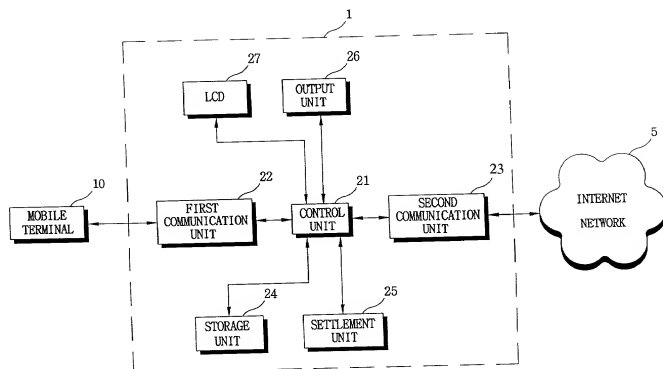 1
27
LCD
26
OUTPUT
UNIT
10
MOBILE
TERMINAL
22
FIRST
COMMUNICATION
UNIT
21
CONTROL
UNIT
23
SECOND
COMMUNICATION
UNIT
5
INTERNET
NETWORK
24
STORAGE
UNIT
25
SETTLEMENT
UNIT